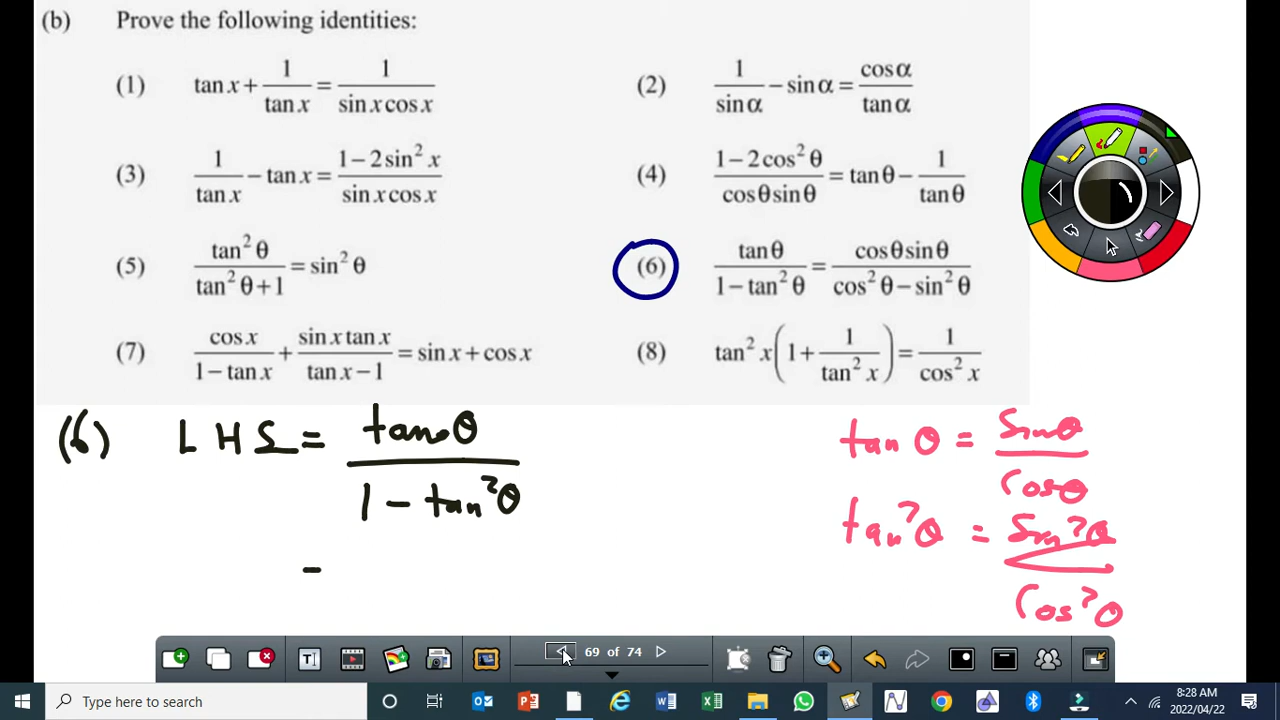 (b) Prove the following identities:
(1) tan x + 1/tan x = 1/(sin x cos x) (2) 1/sin α − sin α = cos α/tan α
(3) 1/tan x − tan x = (1 − 2 sin² x)/(sin x cos x) (4) (1 − 2 cos² θ)/(cos θ sin θ) = tan θ − 1/tan θ
(5) tan² θ/(tan² θ + 1) = sin² θ (6) tan θ/(1 − tan² θ) = cos θ sin θ/(cos² θ − sin² θ)
(7) cos x/(1 − tan x) + sin x tan x/(tan x − 1) = sin x + cos x (8) tan² x(1 + 1/tan² x) = 1/cos² x
(6) LHS = tan θ/(1 − tan² θ)
=
tan θ = sin θ/cos θ
tan² θ = sin² θ/cos² θ
69 of 74
Type here to search
8:28 AM
2022/04/22